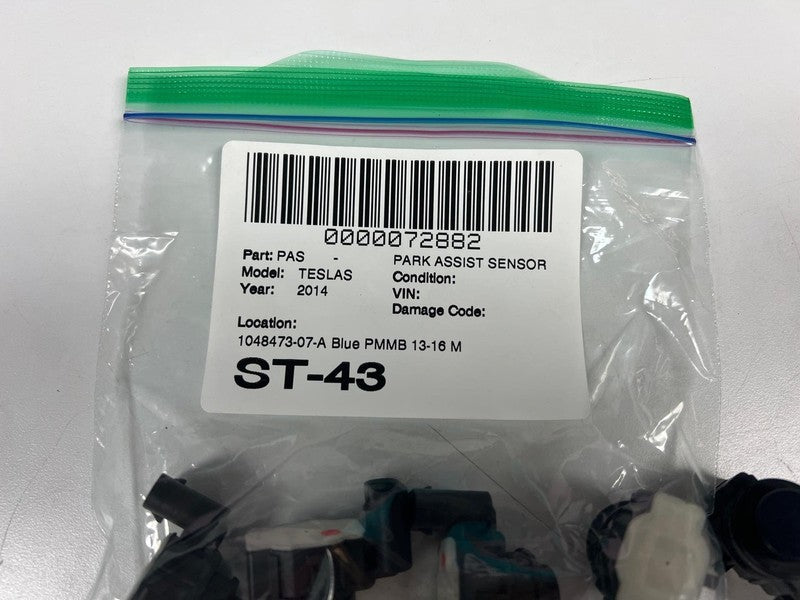 0000072882
Part: PAS - PARK ASSIST SENSOR
Model: TESLAS Condition:
Year: 2014 VIN:
Damage Code:
Location:
1048473-07-A Blue PMMB 13-16 M
ST-43